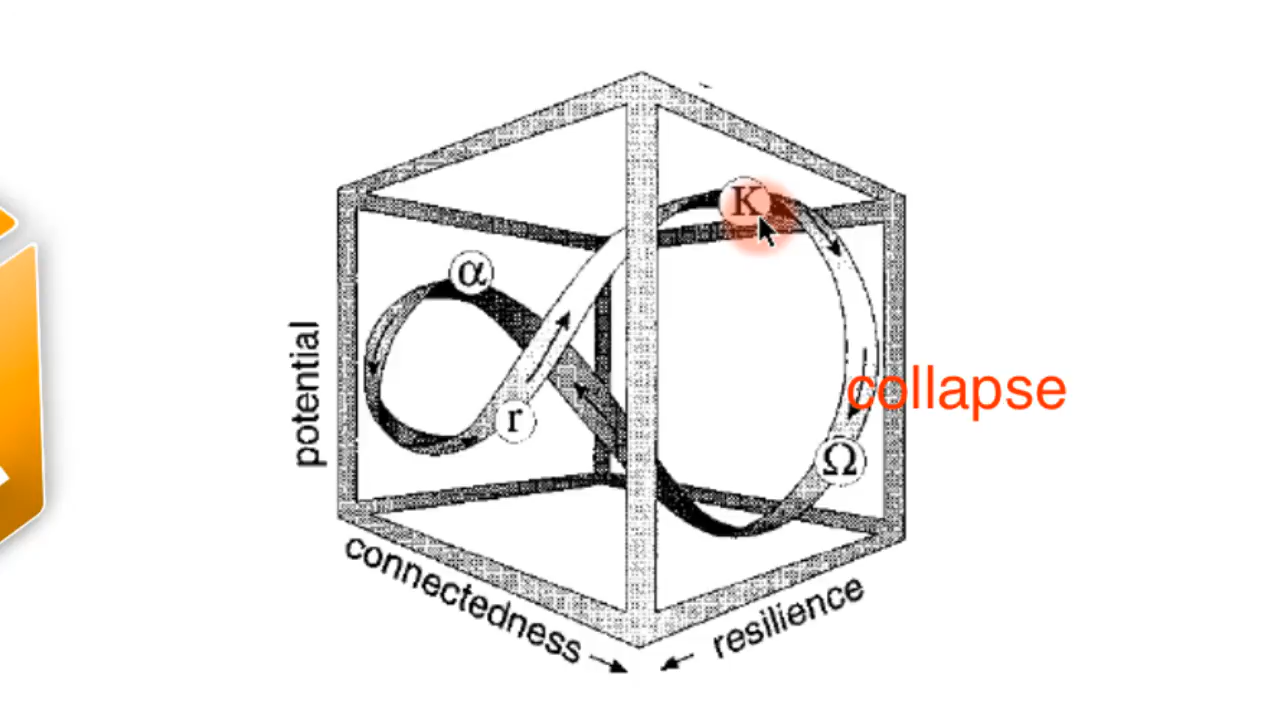 K
α
potential
collapse
r
Ω
connectedness
resilience